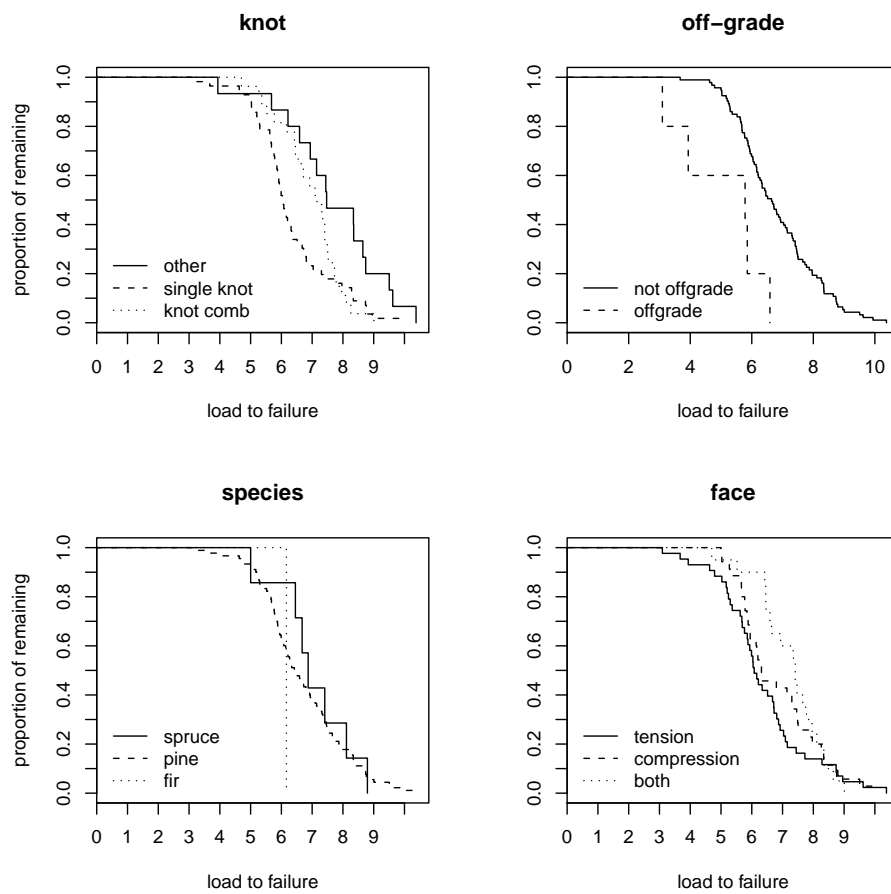 knot
proportion of remaining
1.0
0.8
0.6
0.4
0.2
0.0
other
single knot
knot comb
0 1 2 3 4 5 6 7 8 9
load to failure
off−grade
1.0
0.8
0.6
0.4
0.2
0.0
not offgrade
offgrade
0 2 4 6 8 10
load to failure
species
proportion of remaining
1.0
0.8
0.6
0.4
0.2
0.0
spruce
pine
fir
0 1 2 3 4 5 6 7 8 9
load to failure
face
1.0
0.8
0.6
0.4
0.2
0.0
tension
compression
both
0 1 2 3 4 5 6 7 8 9
load to failure